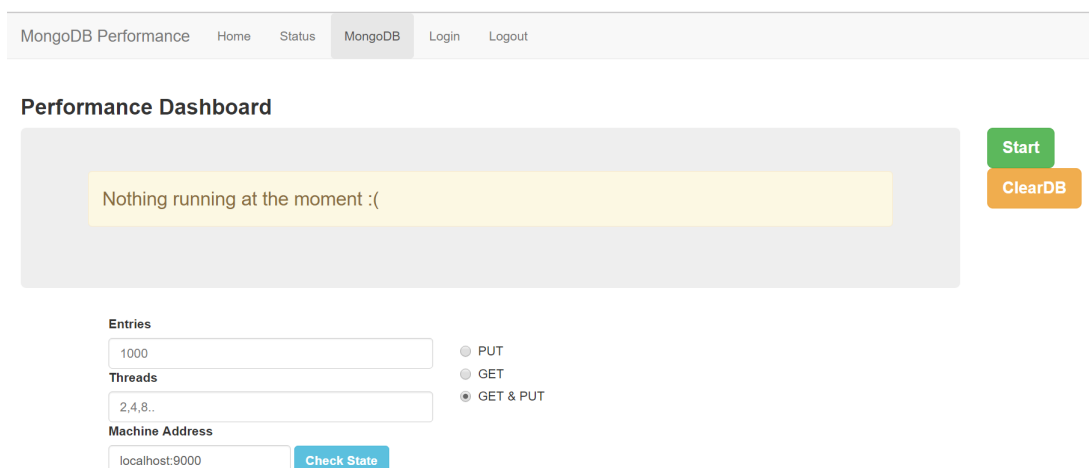 MongoDB Performance Home Status MongoDB Login Logout
Performance Dashboard
Start
ClearDB
Nothing running at the moment :(
Entries
1000
Threads
2,4,8..
Machine Address
localhost:9000 Check State
PUT
GET
GET & PUT